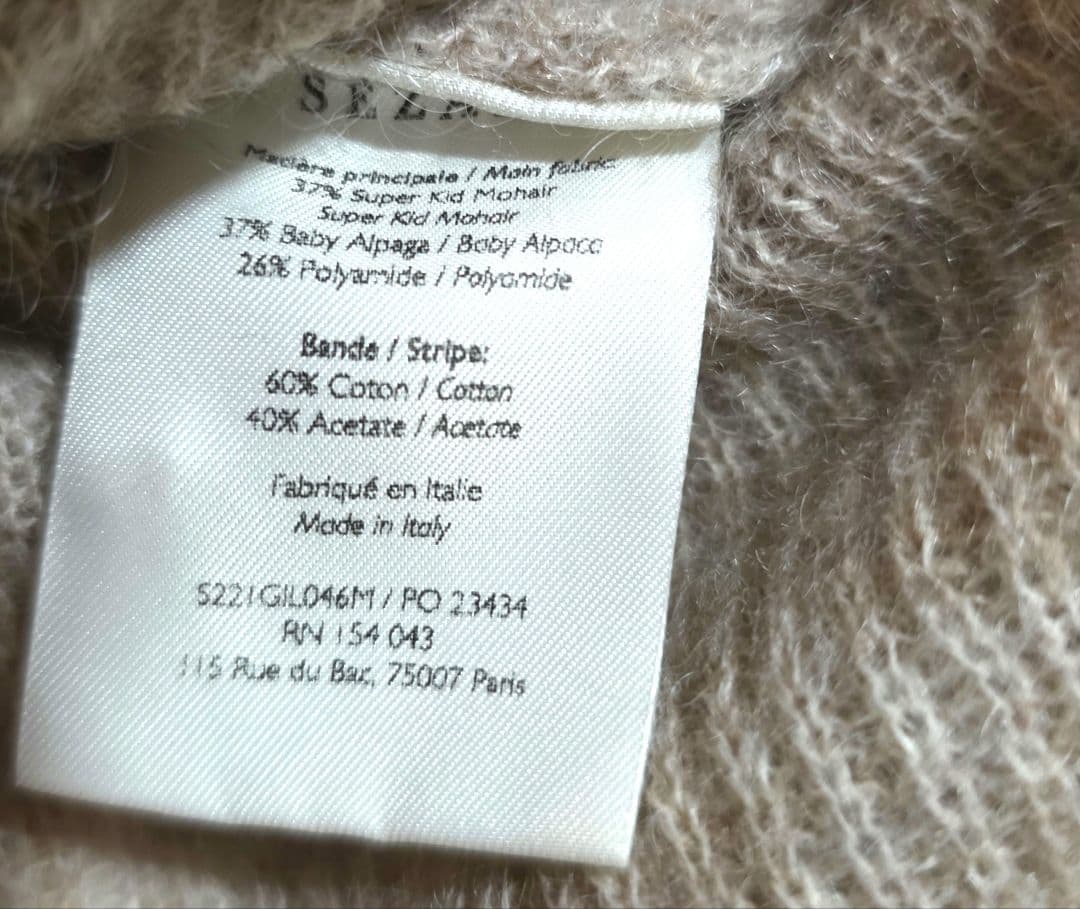 SEZA
Matière principale / Main fabric:
37% Super Kid Mohair
Super Kid Mohair
37% Baby Alpaga / Baby Alpaca
26% Polyamide / Polyamide
Bande / Stripe:
60% Coton / Cotton
40% Acetate / Acetate
Fabriqué en Italie
Made in Italy
S221GIL046M / PO 23434
RN 154 043
115 Rue du Bac, 75007 Paris